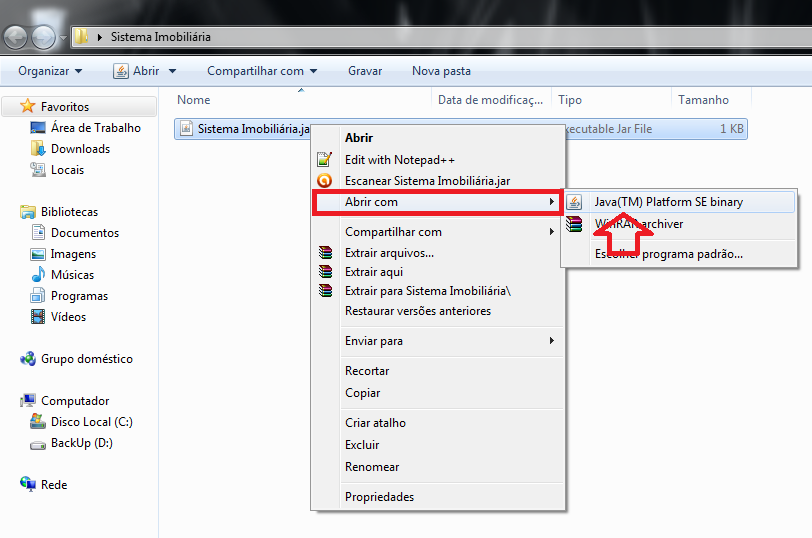 Sistema Imobiliária
Organizar Abrir Compartilhar com Gravar Nova pasta
Nome Data de modificaç... Tipo Tamanho
Favoritos
Área de Trabalho
Downloads
Locais
Bibliotecas
Documentos
Imagens
Músicas
Programas
Vídeos
Grupo doméstico
Computador
Disco Local (C:)
BackUp (D:)
Rede
Sistema Imobiliária.ja Executable Jar File 1 KB
Abrir
Edit with Notepad++
Escanear Sistema Imobiliária.jar
Abrir com
Compartilhar com
Extrair arquivos...
Extrair aqui
Extrair para Sistema Imobiliária\
Restaurar versões anteriores
Enviar para
Recortar
Copiar
Criar atalho
Excluir
Renomear
Propriedades
Java(TM) Platform SE binary
WinRAR archiver
Escolher programa padrão...